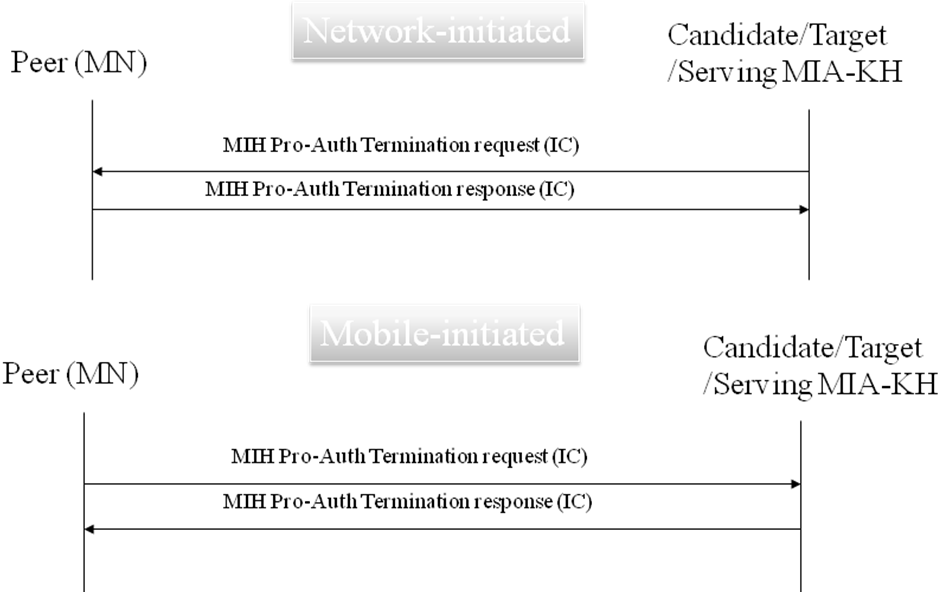 Network-initiated
Peer (MN)
Candidate/Target
/Serving MIA-KH
MIH Pro-Auth Termination request (IC)
MIH Pro-Auth Termination response (IC)
Mobile-initiated
Peer (MN)
Candidate/Target
/Serving MIA-KH
MIH Pro-Auth Termination request (IC)
MIH Pro-Auth Termination response (IC)